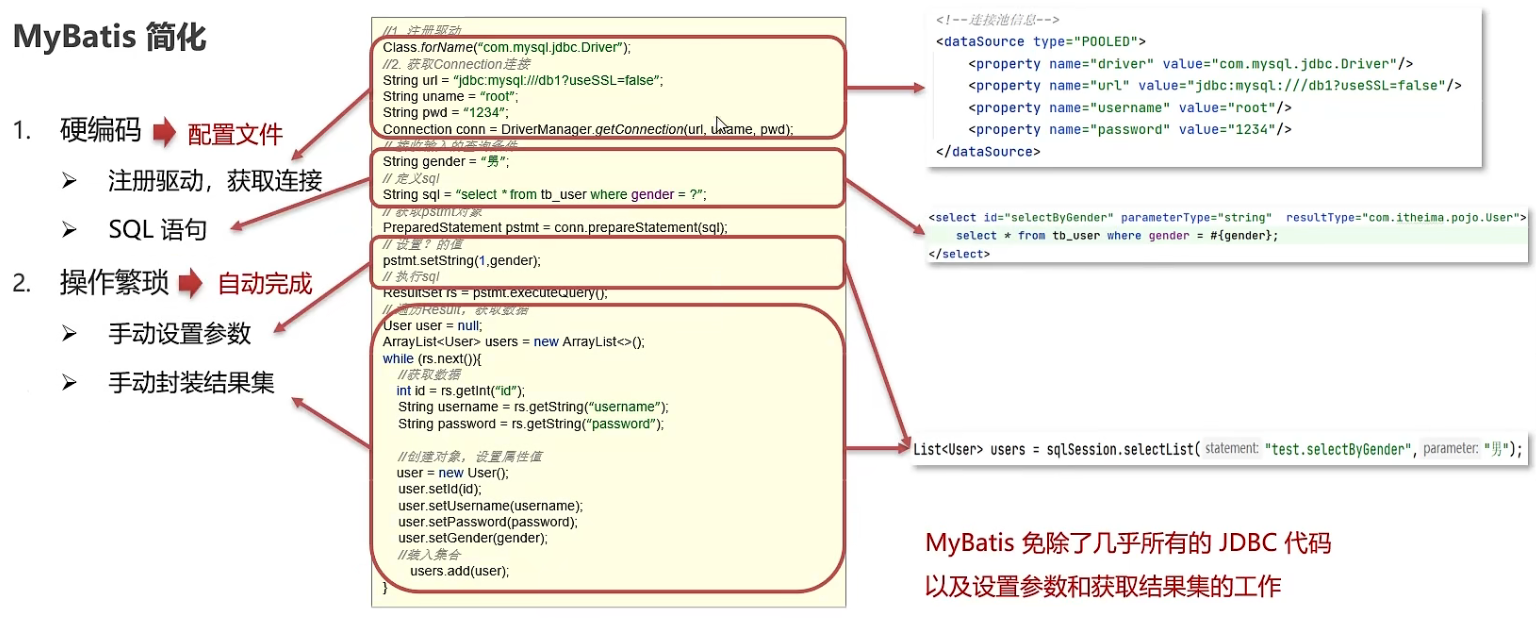 MyBatis 简化
1. 硬编码 配置文件
➢ 注册驱动，获取连接
➢ SQL 语句
2. 操作繁琐 自动完成
➢ 手动设置参数
➢ 手动封装结果集
//1. 注册驱动
Class.forName(“com.mysql.jdbc.Driver”);
//2. 获取Connection连接
String url = “jdbc:mysql:///db1?useSSL=false”;
String uname = “root”;
String pwd = “1234”;
Connection conn = DriverManager.getConnection(url, uname, pwd);
// 接收输入的查询条件
String gender = “男”;
// 定义sql
String sql = “select * from tb_user where gender = ?”;
// 获取pstmt对象
PreparedStatement pstmt = conn.prepareStatement(sql);
// 设置？的值
pstmt.setString(1,gender);
// 执行sql
ResultSet rs = pstmt.executeQuery();
// 遍历Result，获取数据
User user = null;
ArrayList<User> users = new ArrayList<>();
while (rs.next()){
//获取数据
int id = rs.getInt(“id”);
String username = rs.getString(“username”);
String password = rs.getString(“password”);
//创建对象，设置属性值
user = new User();
user.setId(id);
user.setUsername(username);
user.setPassword(password);
user.setGender(gender);
//装入集合
users.add(user);
}
<!--连接池信息-->
<dataSource type="POOLED">
<property name="driver" value="com.mysql.jdbc.Driver"/>
<property name="url" value="jdbc:mysql:///db1?useSSL=false"/>
<property name="username" value="root"/>
<property name="password" value="1234"/>
</dataSource>
<select id="selectByGender" parameterType="string" resultType="com.itheima.pojo.User">
select * from tb_user where gender = #{gender};
</select>
List<User> users = sqlSession.selectList( statement: "test.selectByGender", parameter: "男");
MyBatis 免除了几乎所有的 JDBC 代码
以及设置参数和获取结果集的工作